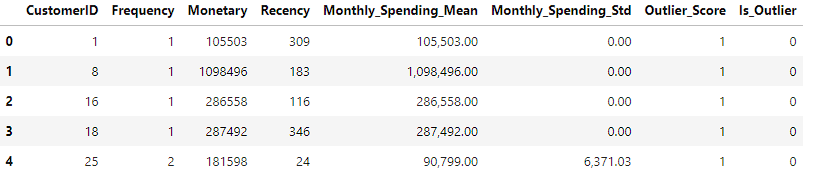 CustomerID Frequency Monetary Recency Monthly_Spending_Mean Monthly_Spending_Std Outlier_Score Is_Outlier
0 1 1 105503 309 105,503.00 0.00 1 0
1 8 1 1098496 183 1,098,496.00 0.00 1 0
2 16 1 286558 116 286,558.00 0.00 1 0
3 18 1 287492 346 287,492.00 0.00 1 0
4 25 2 181598 24 90,799.00 6,371.03 1 0